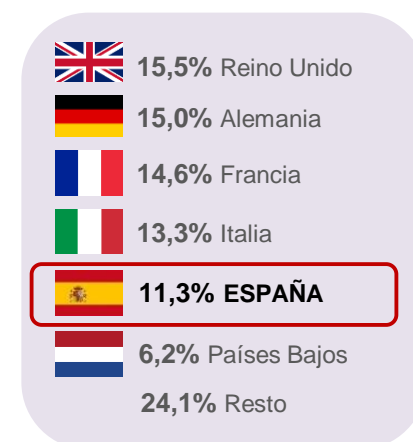 15,5% Reino Unido
15,0% Alemania
14,6% Francia
13,3% Italia
11,3% ESPAÑA
6,2% Países Bajos
24,1% Resto